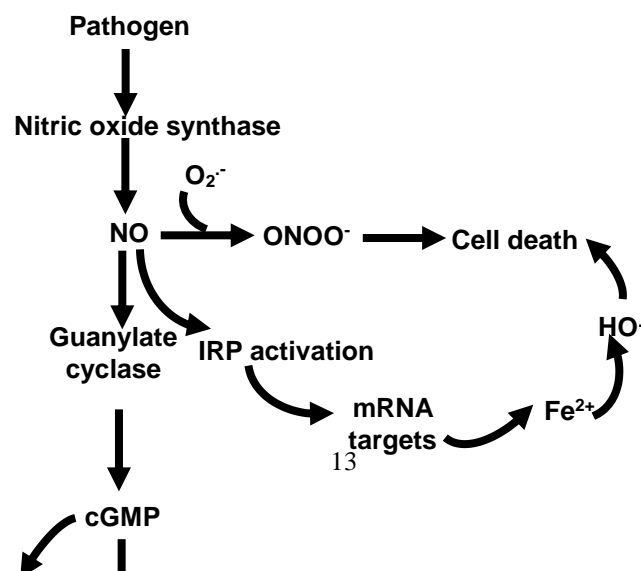 Pathogen
Nitric oxide synthase
O₂·⁻
NO
ONOO⁻
Cell death
Guanylate
cyclase
IRP activation
HO·
mRNA
targets
Fe²⁺
13
cGMP